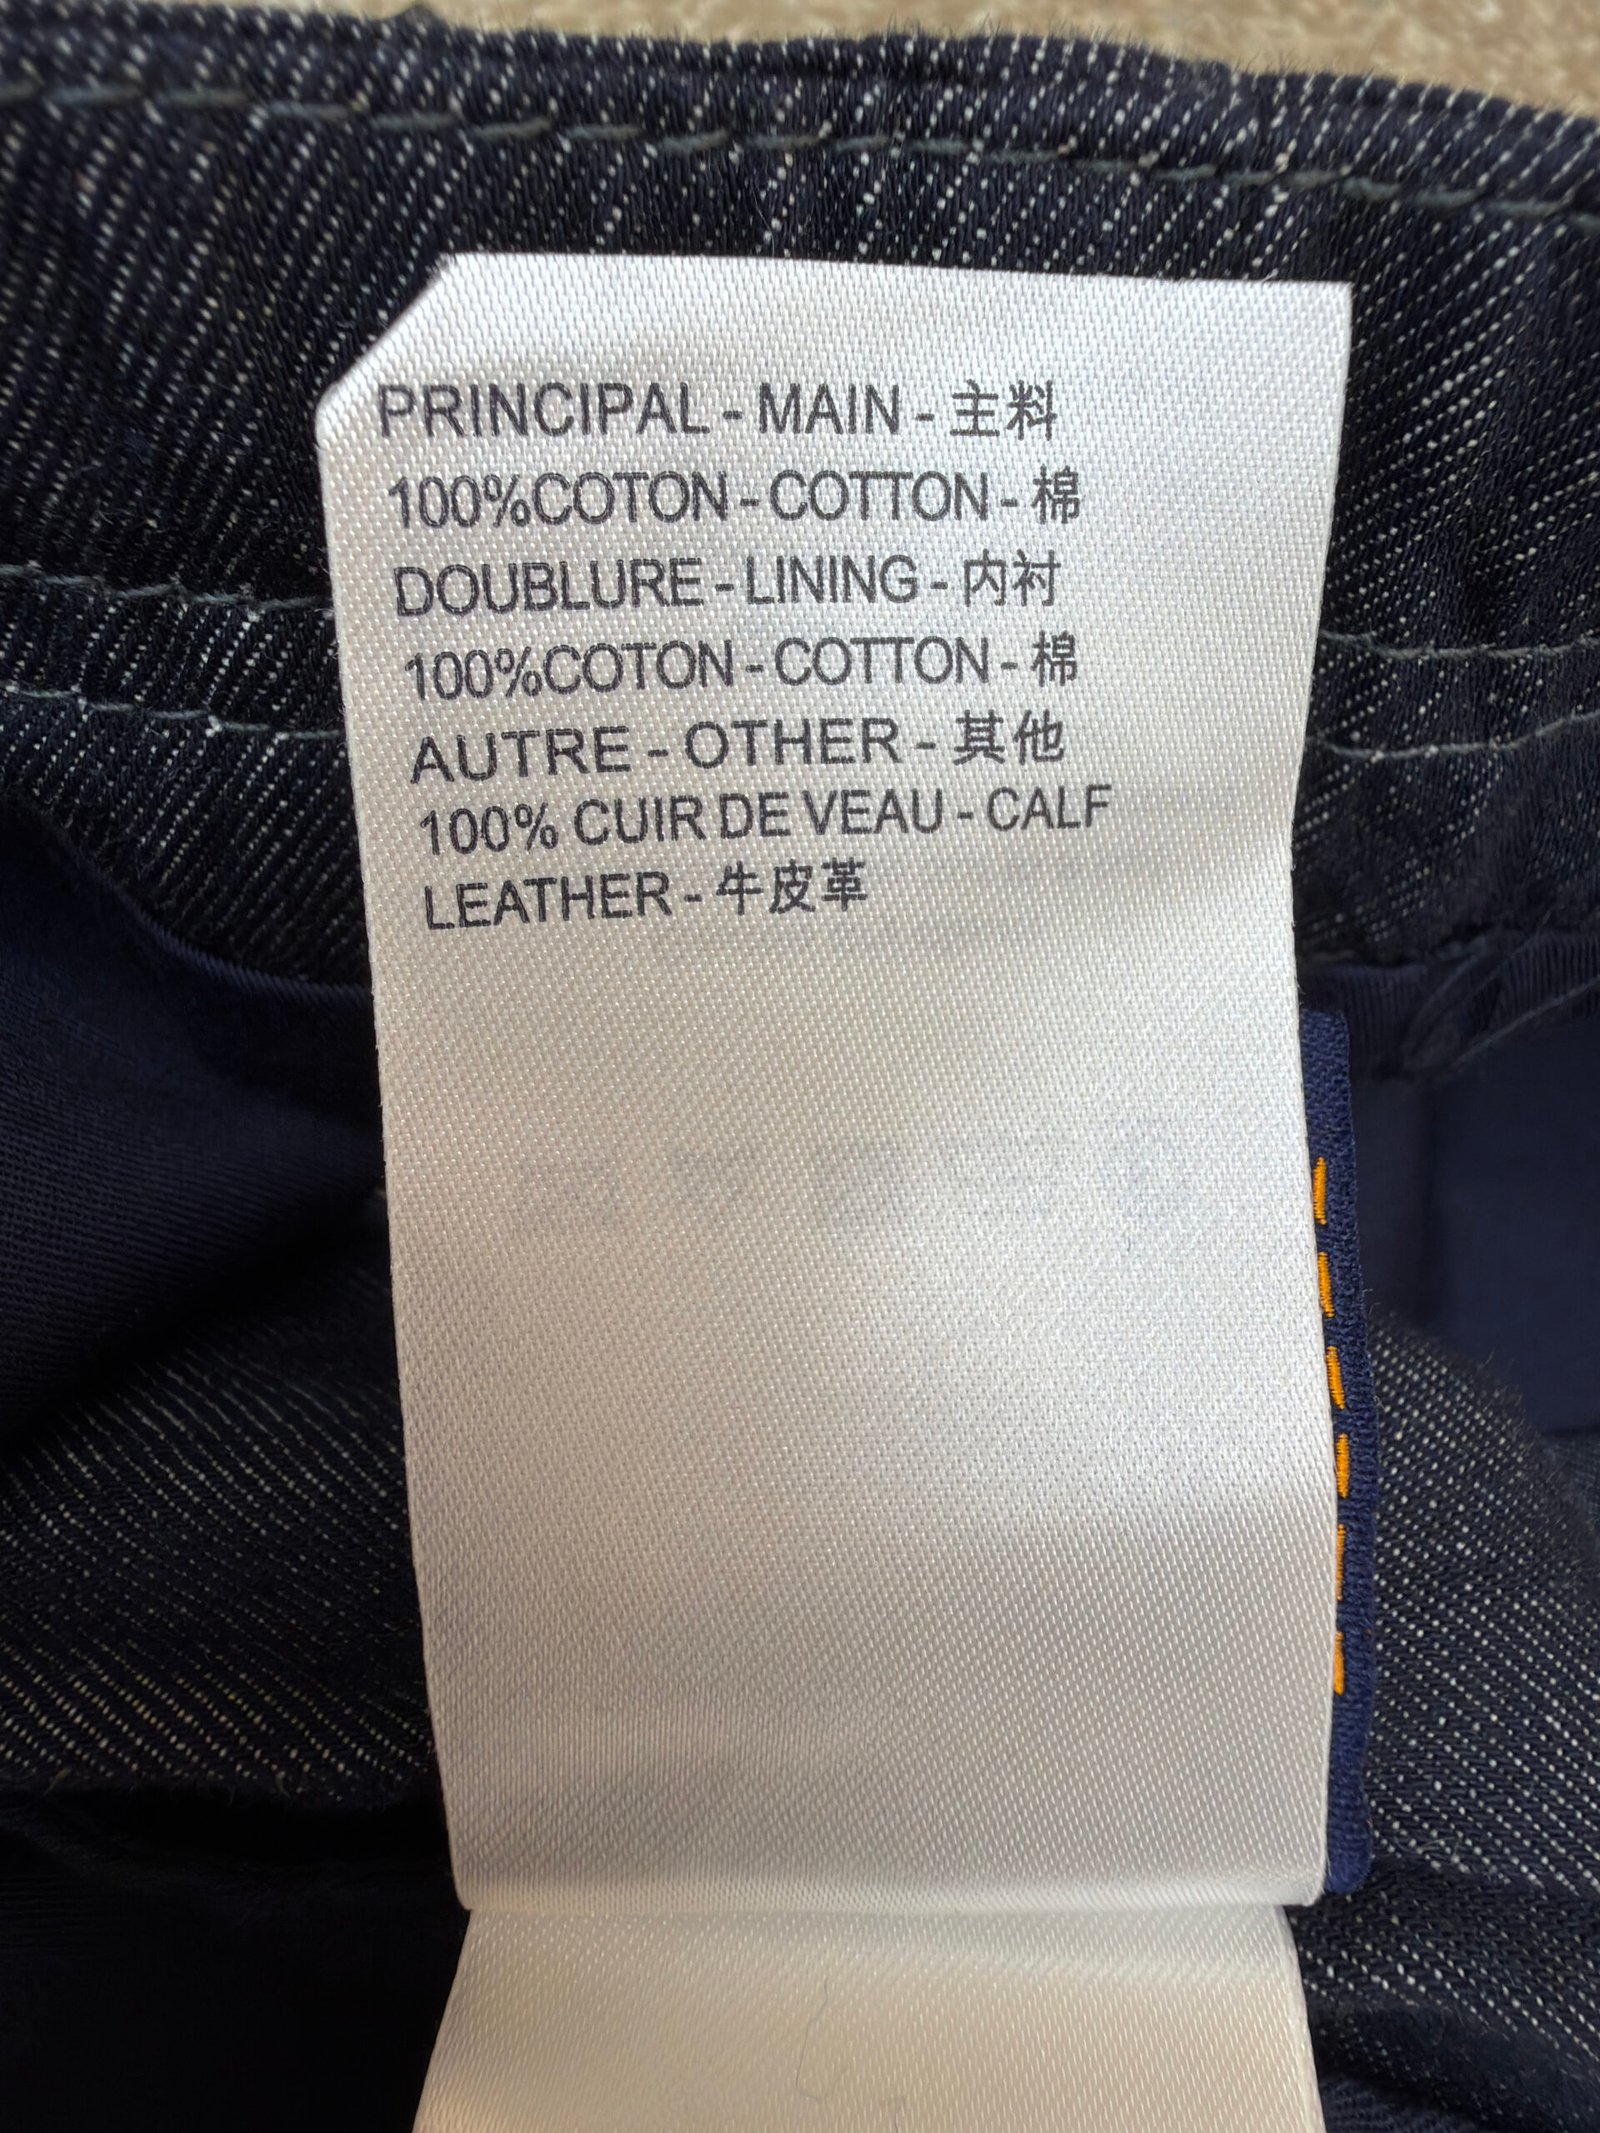 PRINCIPAL - MAIN - 主料
100%COTON - COTTON - 棉
DOUBLURE - LINING - 内衬
100%COTON - COTTON - 棉
AUTRE - OTHER - 其他
100% CUIR DE VEAU - CALF
LEATHER - 牛皮革